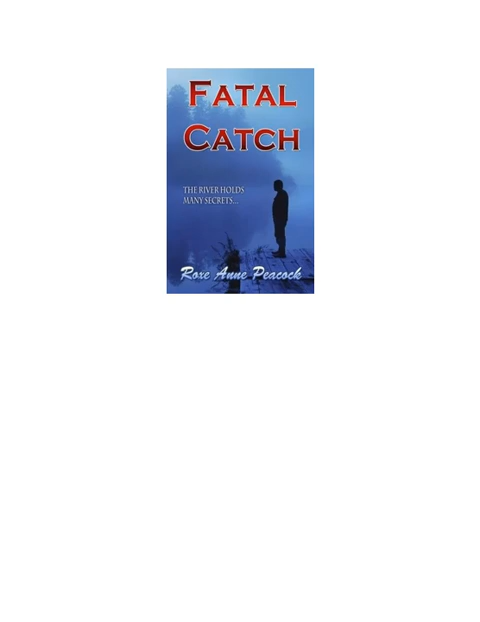 FATAL
CATCH
THE RIVER HOLDS
MANY SECRETS...
Roxe Anne Peacock